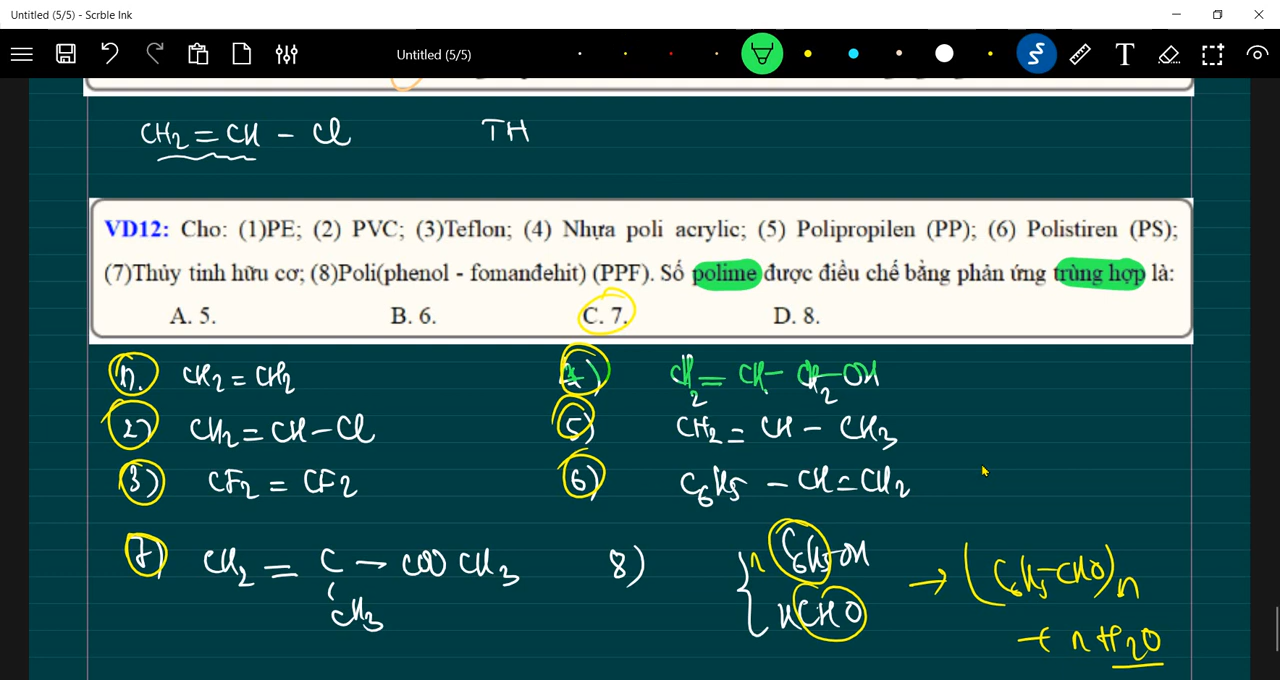 Untitled (5/5) - Scrble Ink
Untitled (5/5)
T
CH2 = CH - Cl TH
VD12: Cho: (1)PE; (2) PVC; (3)Teflon; (4) Nhựa poli acrylic; (5) Polipropilen (PP); (6) Polistiren (PS);
(7)Thủy tinh hữu cơ; (8)Poli(phenol - fomanđehit) (PPF). Số polime được điều chế bằng phản ứng trùng hợp là:
A. 5. B. 6. C. 7. D. 8.
1) CH2 = CH2 4) CH2 = CH - CH2 - OH
2) CH2 = CH - Cl 5) CH2 = CH - CH3
3) CF2 = CF2 6) C6H5 - CH = CH2
7) CH2 = C - COO CH3 8) n C6H5 - OH → (C6H5 - CHO)n
CH3 HCHO + n H2O